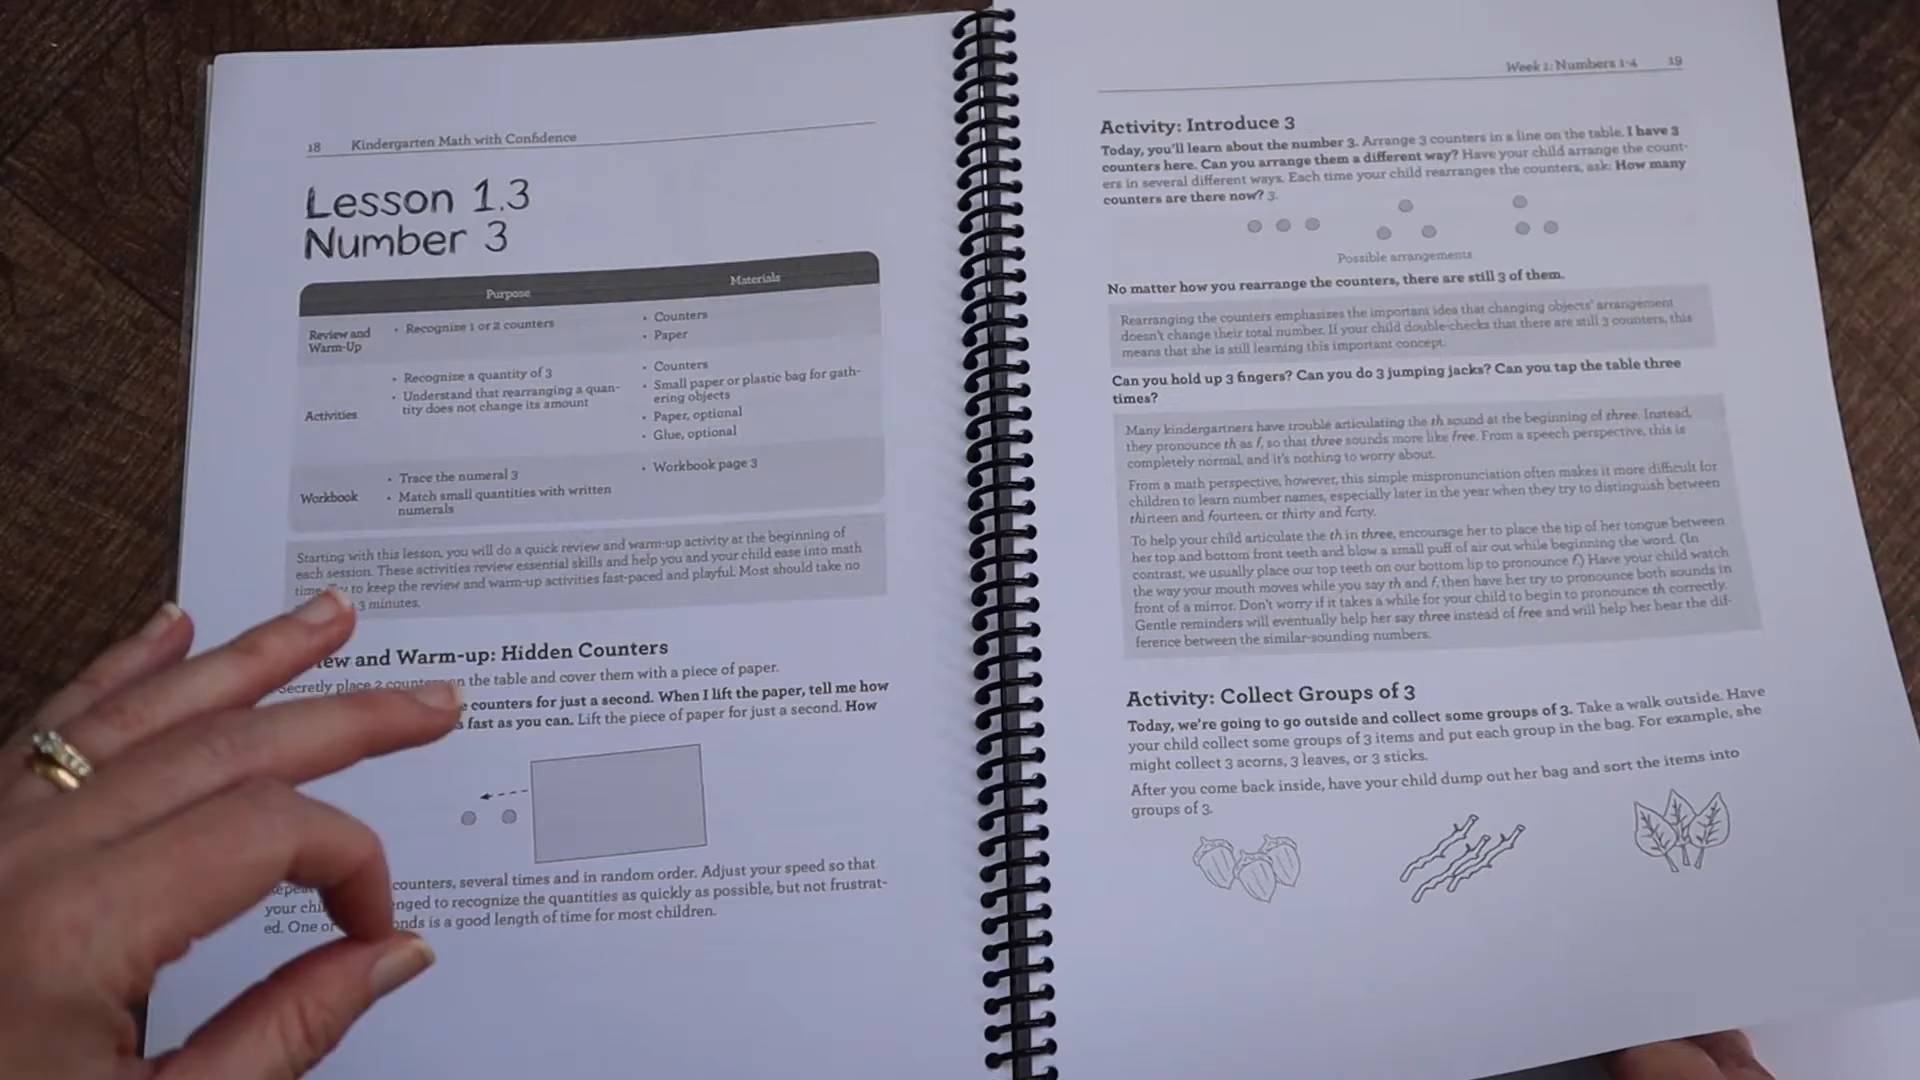 18 Kindergarten Math with Confidence
Lesson 1.3
Number 3
Purpose Materials
Review and Warm-Up
• Recognize 1 or 2 counters
• Counters
• Paper
Activities
• Recognize a quantity of 3
• Understand that rearranging a quan-
tity does not change its amount
• Counters
• Small paper or plastic bag for gath-
ering objects
• Paper, optional
• Glue, optional
Workbook
• Trace the numeral 3
• Match small quantities with written
numerals
• Workbook page 3
Starting with this lesson, you will do a quick review and warm-up activity at the beginning of
each session. These activities review essential skills and help you and your child ease into math
time. to keep the review and warm-up activities fast-paced and playful. Most should take no
3 minutes.
and Warm-up: Hidden Counters
Secretly place 2 counters on the table and cover them with a piece of paper.
counters for just a second. When I lift the paper, tell me how
fast as you can. Lift the piece of paper for just a second. How
counters, several times and in random order. Adjust your speed so that
your to recognize the quantities as quickly as possible, but not frustrat-
ed. One or is a good length of time for most children.
Week 1: Numbers 1-4 19
Activity: Introduce 3
Today, you'll learn about the number 3. Arrange 3 counters in a line on the table. I have 3
counters here. Can you arrange them a different way? Have your child arrange the count-
ers in several different ways. Each time your child rearranges the counters, ask: How many
counters are there now? 3.
Possible arrangements
No matter how you rearrange the counters, there are still 3 of them.
Rearranging the counters emphasizes the important idea that changing objects' arrangement
doesn't change their total number. If your child double-checks that there are still 3 counters, this
means that she is still learning this important concept.
Can you hold up 3 fingers? Can you do 3 jumping jacks? Can you tap the table three
times?
Many kindergartners have trouble articulating the th sound at the beginning of three. Instead,
they pronounce th as f, so that three sounds more like free. From a speech perspective, this is
completely normal, and it's nothing to worry about.
From a math perspective, however, this simple mispronunciation often makes it more difficult for
children to learn number names, especially later in the year when they try to distinguish between
thirteen and fourteen, or thirty and forty.
To help your child articulate the th in three, encourage her to place the tip of her tongue between
her top and bottom front teeth and blow a small puff of air out while beginning the word. (In
contrast, we usually place our top teeth on our bottom lip to pronounce f.) Have your child watch
the way your mouth moves while you say th and f, then have her try to pronounce both sounds in
front of a mirror. Don't worry if it takes a while for your child to begin to pronounce th correctly.
Gentle reminders will eventually help her say three instead of free and will help her hear the dif-
ference between the similar-sounding numbers.
Activity: Collect Groups of 3
Today, we're going to go outside and collect some groups of 3. Take a walk outside. Have
your child collect some groups of 3 items and put each group in the bag. For example, she
might collect 3 acorns, 3 leaves, or 3 sticks.
After you come back inside, have your child dump out her bag and sort the items into
groups of 3.